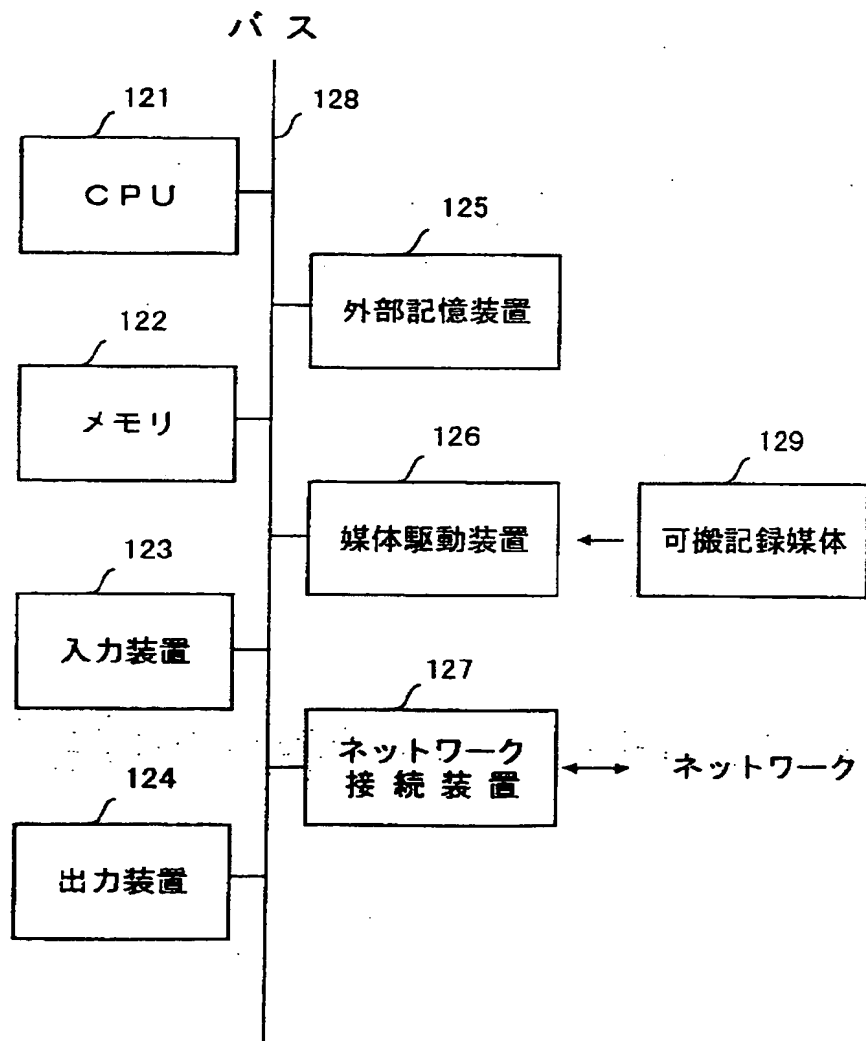 バス
128
121
CPU
125
外部記憶装置
122
メモリ
126
媒体駆動装置
129
可搬記録媒体
123
入力装置
127
ネットワーク
接続装置
ネットワーク
124
出力装置